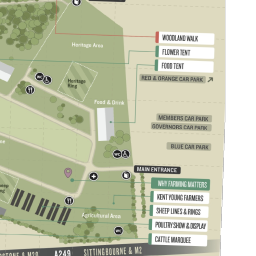 WOODLAND WALK
FLOWER TENT
FOOD TENT
RED & ORANGE CAR PARK
Heritage Area
Heritage Ring
Food & Drink
MEMBERS CAR PARK
GOVERNORS CAR PARK
BLUE CAR PARK
MAIN ENTRANCE
WHY FARMING MATTERS
KENT YOUNG FARMERS
SHEEP LINES & RINGS
POULTRY SHOW & DISPLAY
CATTLE MARQUEE
Agricultural Area
A249
SITTINGBOURNE & M2